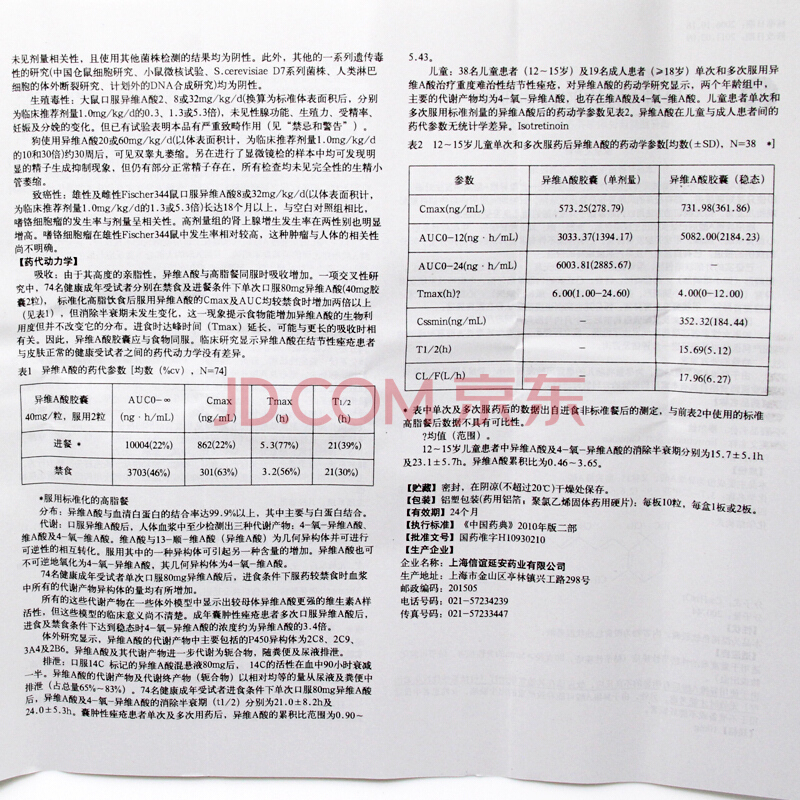 未见剂量相关性，且使用其他菌株检测的结果均为阴性。此外，其他的一系列遗传毒
性的研究(中国仓鼠细胞研究、小鼠微核试验、S.cerevisiae D7系列菌株、人类淋巴
细胞的体外断裂研究、计划外的DNA合成研究)均为阴性。
生殖毒性：大鼠口服异维A酸2、8或32mg/kg/d(换算为标准体表面积后，分别
为临床推荐剂量1.0mg/kg/d的0.3、1.3或5.3倍)，未见性腺功能、生殖力、受精率、
妊娠及分娩的变化。但已有试验表明本品有严重致畸作用（见“禁忌和警告”）。
狗使用异维A酸20或60mg/kg/d(以体表面积计，为临床推荐剂量1.0mg/kg/d
的10和30倍)约30周后，可见双睾丸萎缩。另在进行了显微镜检的样本中均可发现明
显的精子生成抑制现象，但仍有部分正常精子存在，所有检查均未见完全性的生精小
管萎缩。
致癌性：雄性及雌性Fischer344鼠口服异维A酸8或32mg/kg/d(以体表面积计，
为临床推荐剂量1.0mg/kg/d的1.3或5.3倍)长达18个月以上，与空白对照组相比，
嗜铬细胞瘤的发生率与剂量呈相关性。高剂量组的肾上腺增生发生率在两性别也明显
增高。嗜铬细胞瘤在雄性Fischer344鼠中发生率相对较高，这种肿瘤与人体的相关性
尚不明确。
【药代动力学】
吸收：由于其高度的亲脂性，异维A酸与高脂餐同服时吸收增加。一项交叉性研
究中，74名健康成年受试者分别在禁食及进餐条件下单次口服80mg异维A酸(40mg胶
囊2粒)， 标准化高脂饮食后服用异维A酸的Cmax及AUC均较禁食时增加两倍以上
（见表1），但消除半衰期未发生变化，这一现象提示食物能增加异维A酸的生物利
用度但并不改变它的分布。进食时达峰时间（Tmax）延长，可能与更长的吸收时相
有关。因此，异维A酸胶囊应与食物同服。临床研究显示异维A酸在结节性痤疮患者
与皮肤正常的健康受试者之间的药代动力学没有差异。
表1 异维A酸的药代参数 [均数（%cv），N=74]
异维A酸胶囊 AUC0-∞ Cmax Tmax T1/2
40mg/粒，服用2粒 (ng·h/mL) (ng/mL) (h) (h)
进餐* 10004(22%) 862(22%) 5.3(77%) 21(39%)
禁食 3703(46%) 301(63%) 3.2(56%) 21(30%)
*服用标准化的高脂餐
分布：异维A酸与血清白蛋白的结合率达99.9%以上，其中主要与白蛋白结合。
代谢：口服异维A酸后，人体血浆中至少检测出三种代谢产物：4-氧-异维A酸、
维A酸及4-氧-维A酸。维A酸与13-顺-维A酸（异维A酸）为几何异构体并可进行
可逆性的相互转化。服用其中的一种异构体可引起另一种含量的增加。异维A酸也可
不可逆地氧化为4-氧-异维A酸，其几何异构体为4-氧-维A酸。
74名健康成年受试者单次口服80mg异维A酸后，进食条件下服药较禁食时血浆
中所有的代谢产物异构体的量均有所增加。
所有的这些代谢产物在一些体外模型中显示出较母体异维A酸更强的维生素A样
活性，但这些模型的临床意义尚不清楚。成年囊肿性痤疮患者多次口服异维A酸后，
进食及禁食条件下达到稳态时4-氧-异维A酸的浓度约为异维A酸的3.4倍。
体外研究显示，异维A酸的代谢产物中主要包括的P450异构体为2C8、2C9、
3A4及2B6。异维A酸及其代谢产物进一步代谢为轭合物，随粪便及尿液排泄。
排泄：口服14C 标记的异维A酸混悬液80mg后， 14C的活性在血中90小时衰减
一半。异维A酸的代谢产物及代谢终产物（轭合物）以相对均等的量从尿液及粪便中
排泄（占总量65%~83%）。74名健康成年受试者进食条件下单次口服80mg异维A酸
后，异维A酸及4-氧-异维A酸的消除半衰期（t1/2）分别为21.0±8.2h及
24.0±5.3h。囊肿性痤疮患者单次及多次用药后，异维A酸的累积比范围为0.90~
5.43。
儿童：38名儿童患者（12~15岁）及19名成人患者（≥18岁）单次和多次服用异
维A酸治疗重度难治性结节性痤疮，对异维A酸的药动学研究显示，两个年龄组中，
主要的代谢产物均为4-氧-异维A酸，也存在维A酸及4-氧-维A酸。儿童患者单次和
多次服用标准剂量的异维A酸后的药动学参数见表2。异维A酸在儿童与成人患者间的
药代参数无统计学差异。Isotretinoin
表2 12~15岁儿童单次和多次服药后异维A酸的药动学参数[均数(±SD)，N=38 *]
参数 异维A酸胶囊（单剂量） 异维A酸胶囊（稳态）
Cmax(ng/mL) 573.25(278.79) 731.98(361.86)
AUC0-12(ng·h/mL) 3033.37(1394.17) 5082.00(2184.23)
AUC0-24(ng·h/mL) 6003.81(2885.67) -
Tmax(h)? 6.00(1.00-24.60) 4.00(0-12.00)
Cssmin(ng/mL) - 352.32(184.44)
T1/2(h) - 15.69(5.12)
CL/F(L/h) - 17.96(6.27)
* 表中单次及多次服药后的数据出自进食非标准餐后的测定，与前表2中使用的标准
高脂餐后数据不具有可比性。
?均值（范围）。
12~15岁儿童患者中异维A酸及4-氧-异维A酸的消除半衰期分别为15.7±5.1h
及23.1±5.7h。异维A酸累积比为0.46~3.65。
【贮藏】密封，在阴凉(不超过20℃)干燥处保存。
【包装】铝塑包装(药用铝箔；聚氯乙烯固体药用硬片)：每板10粒，每盒1板或2板。
【有效期】24个月
【执行标准】《中国药典》2010年版二部
【批准文号】国药准字H10930210
【生产企业】
企业名称：上海信谊延安药业有限公司
生产地址：上海市金山区亭林镇兴工路298号
邮政编码：201505
电话号码：021-57234239
传真号码：021-57233447
JD.COM 京东